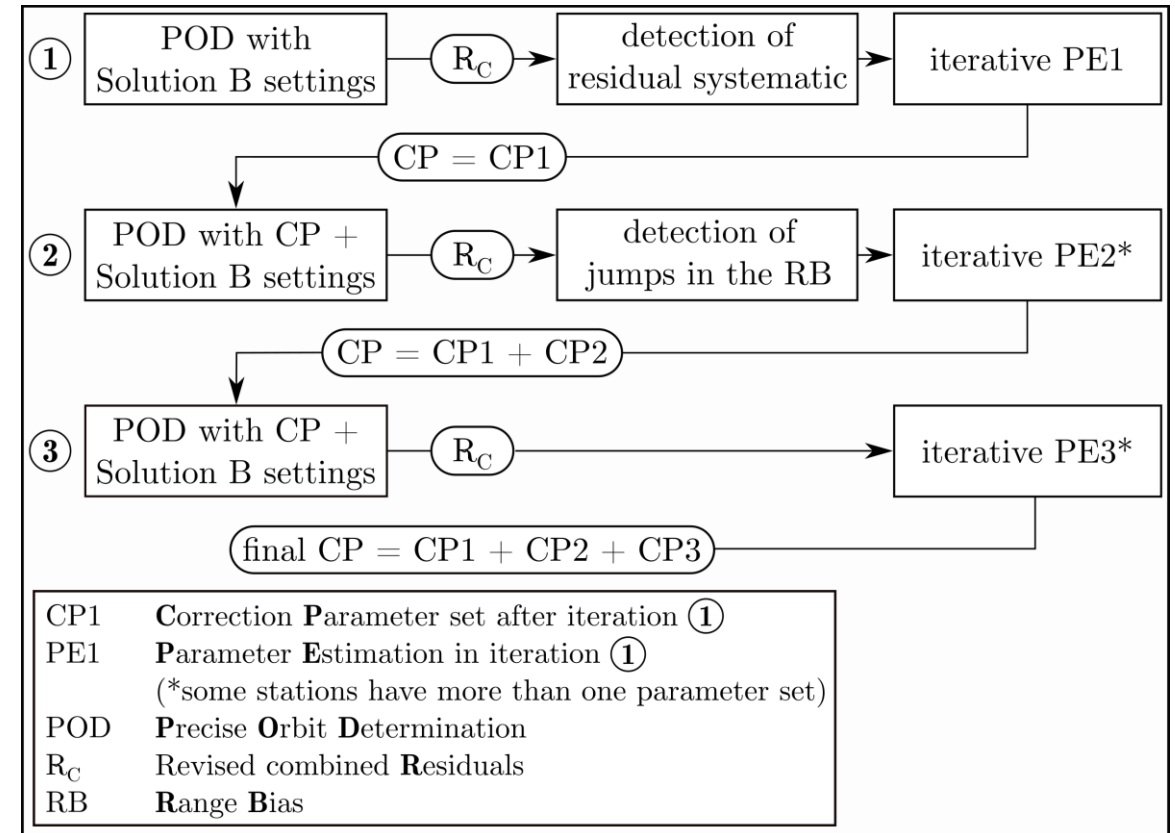 ① POD with
Solution B settings
R_C
detection of
residual systematic
iterative PE1
CP = CP1
② POD with CP +
Solution B settings
R_C
detection of
jumps in the RB
iterative PE2*
CP = CP1 + CP2
③ POD with CP +
Solution B settings
R_C
iterative PE3*
final CP = CP1 + CP2 + CP3
CP1 Correction Parameter set after iteration ①
PE1 Parameter Estimation in iteration ①
(*some stations have more than one parameter set)
POD Precise Orbit Determination
R_C Revised combined Residuals
RB Range Bias